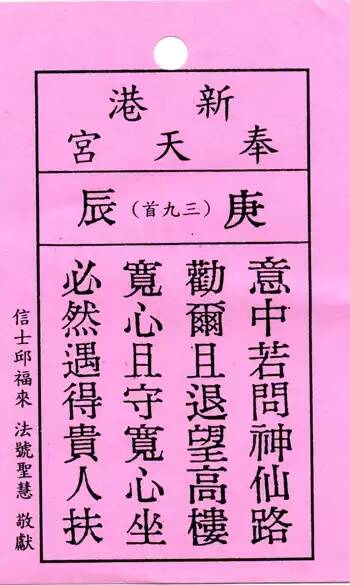 新港
奉天宮
庚（三九首）辰
意中若問神仙路
勸爾且退望高樓
寬心且守寬心坐
必然遇得貴人扶
信士邱福來 法號聖慧 敬獻